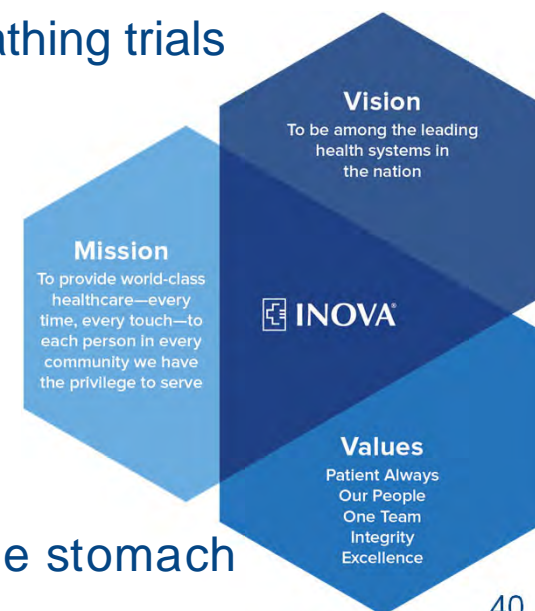 athing trials
Vision
To be among the leading
health systems in
the nation
Mission
To provide world-class
healthcare—every
time, every touch—to
each person in every
community we have
the privilege to serve
INOVA®
Values
Patient Always
Our People
One Team
Integrity
Excellence
e stomach
40